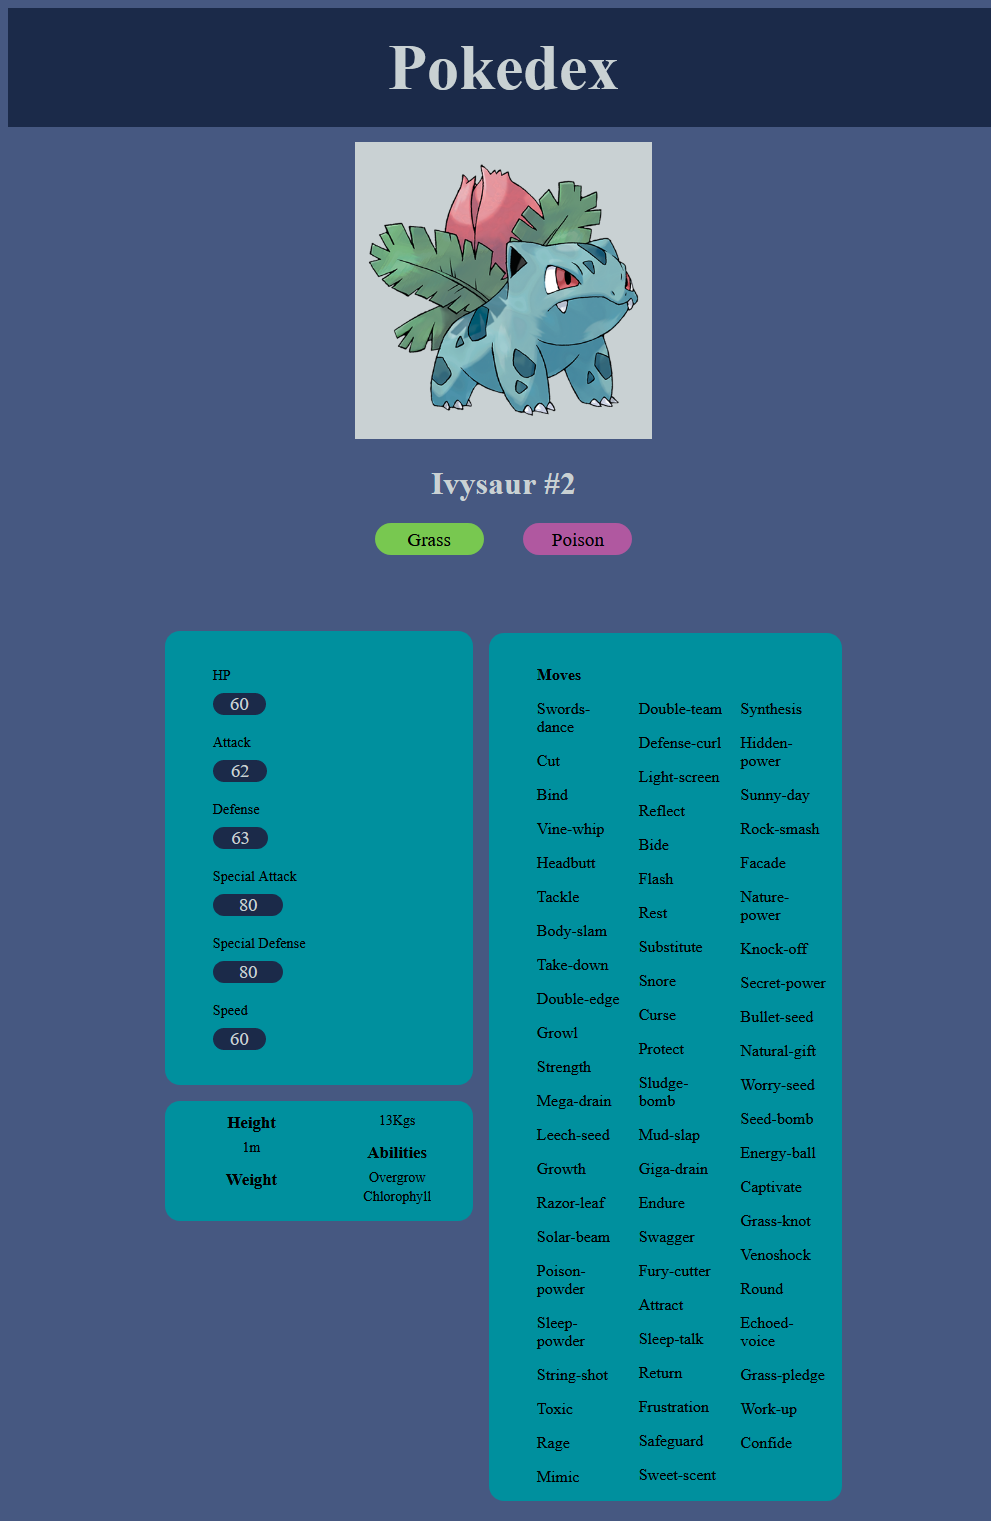 Pokedex
Ivysaur #2
Grass
Poison
HP
60
Attack
62
Defense
63
Special Attack
80
Special Defense
80
Speed
60
Height
1m
Weight
13Kgs
Abilities
Overgrow
Chlorophyll
Moves
Swords-
dance
Cut
Bind
Vine-whip
Headbutt
Tackle
Body-slam
Take-down
Double-edge
Growl
Strength
Mega-drain
Leech-seed
Growth
Razor-leaf
Solar-beam
Poison-
powder
Sleep-
powder
String-shot
Toxic
Rage
Mimic
Double-team
Defense-curl
Light-screen
Reflect
Bide
Flash
Rest
Substitute
Snore
Curse
Protect
Sludge-
bomb
Mud-slap
Giga-drain
Endure
Swagger
Fury-cutter
Attract
Sleep-talk
Return
Frustration
Safeguard
Sweet-scent
Synthesis
Hidden-
power
Sunny-day
Rock-smash
Facade
Nature-
power
Knock-off
Secret-power
Bullet-seed
Natural-gift
Worry-seed
Seed-bomb
Energy-ball
Captivate
Grass-knot
Venoshock
Round
Echoed-
voice
Grass-pledge
Work-up
Confide